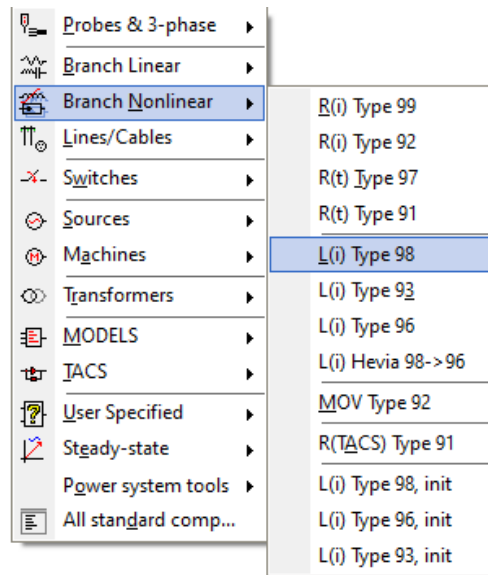 Probes & 3-phase
Branch Linear
Branch Nonlinear
Lines/Cables
Switches
Sources
Machines
Transformers
MODELS
TACS
User Specified
Steady-state
Power system tools
All standard comp...
R(i) Type 99
R(i) Type 92
R(t) Type 97
R(t) Type 91
L(i) Type 98
L(i) Type 93
L(i) Type 96
L(i) Hevia 98->96
MOV Type 92
R(TACS) Type 91
L(i) Type 98, init
L(i) Type 96, init
L(i) Type 93, init